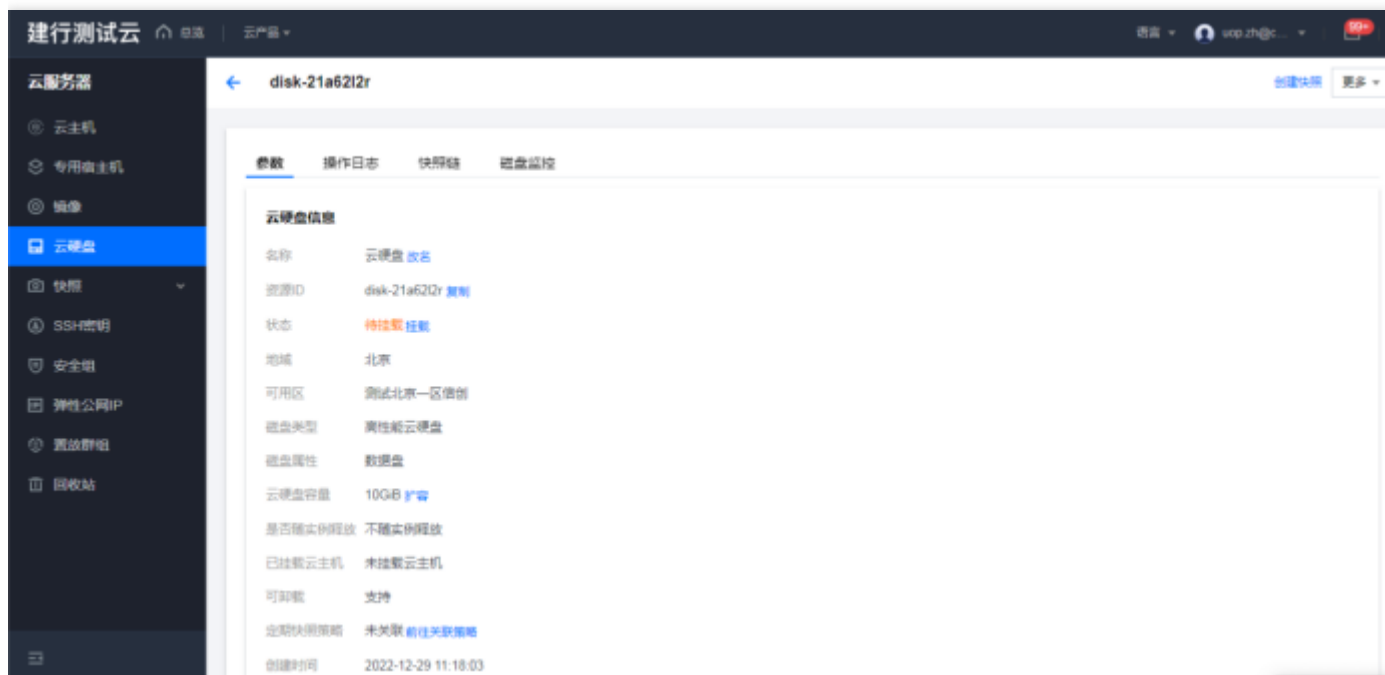 建行测试云 总览 云产品 语言 uop.zh@c... 99+
云服务器
disk-21a62l2r 创建快照 更多
云主机
专用宿主机
镜像
云硬盘
快照
SSH密钥
安全组
弹性公网IP
置放群组
回收站
参数 操作日志 快照链 磁盘监控
云硬盘信息
名称 云硬盘 改名
资源ID disk-21a62l2r 复制
状态 待挂载 挂载
地域 北京
可用区 测试北京一区信创
磁盘类型 高性能云硬盘
磁盘属性 数据盘
云硬盘容量 10GiB 扩容
是否随实例释放 不随实例释放
已挂载云主机 未挂载云主机
可卸载 支持
定期快照策略 未关联 前往关联策略
创建时间 2022-12-29 11:18:03